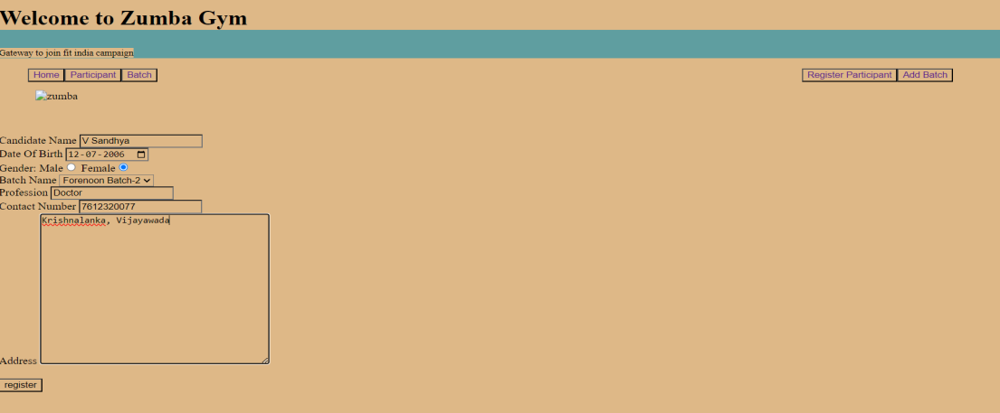 Welcome to Zumba Gym
Gateway to join fit india campaign
Home Participant Batch Register Participant Add Batch
zumba
Candidate Name V Sandhya
Date Of Birth 12-07-2006
Gender: Male Female
Batch Name Forenoon Batch-2
Profession Doctor
Contact Number 7612320077
Krishnalanka, Vijayawada
Address
register